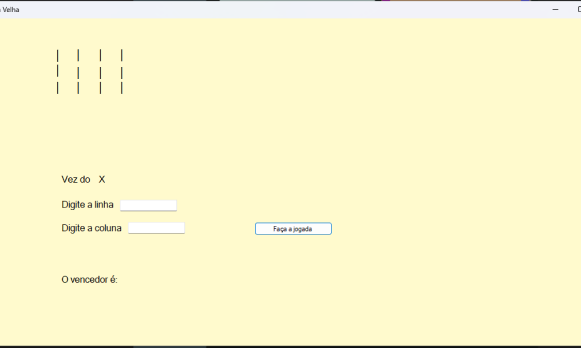 Velha
| | | |
| | | |
| | | |
Vez do X
Digite a linha
Digite a coluna
Faça a jogada
O vencedor é: